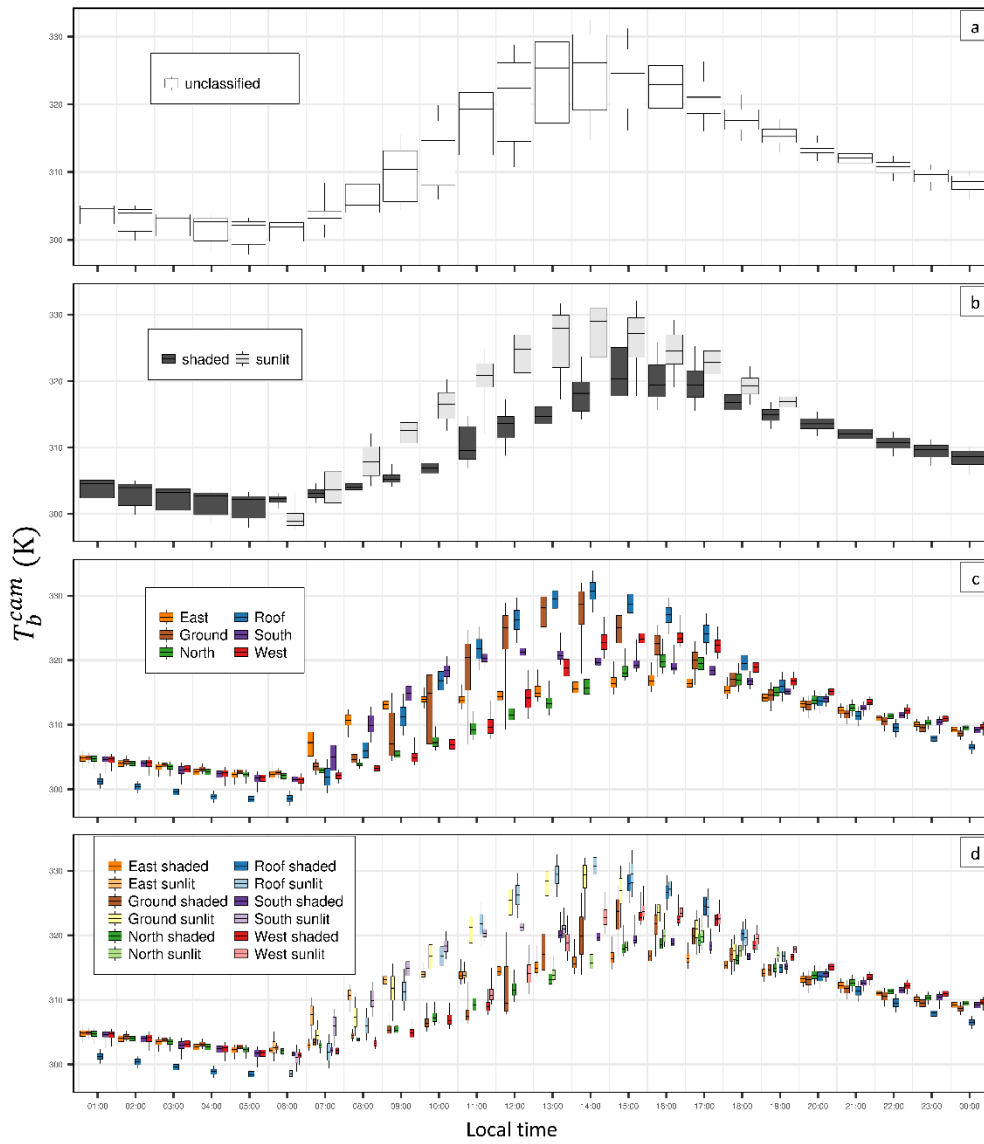 a
330
320
310
300
unclassified
b
330
320
310
300
shaded sunlit
c
330
320
310
300
East Roof
Ground South
North West
d
330
320
310
300
East shaded Roof shaded
East sunlit Roof sunlit
Ground shaded South shaded
Ground sunlit South sunlit
North shaded West shaded
North sunlit West sunlit
T_b^cam (K)
01:00 02:00 03:00 04:00 05:00 06:00 07:00 08:00 09:00 10:00 11:00 12:00 13:00 14:00 15:00 16:00 17:00 18:00 19:00 20:00 21:00 22:00 23:00 00:00
Local time